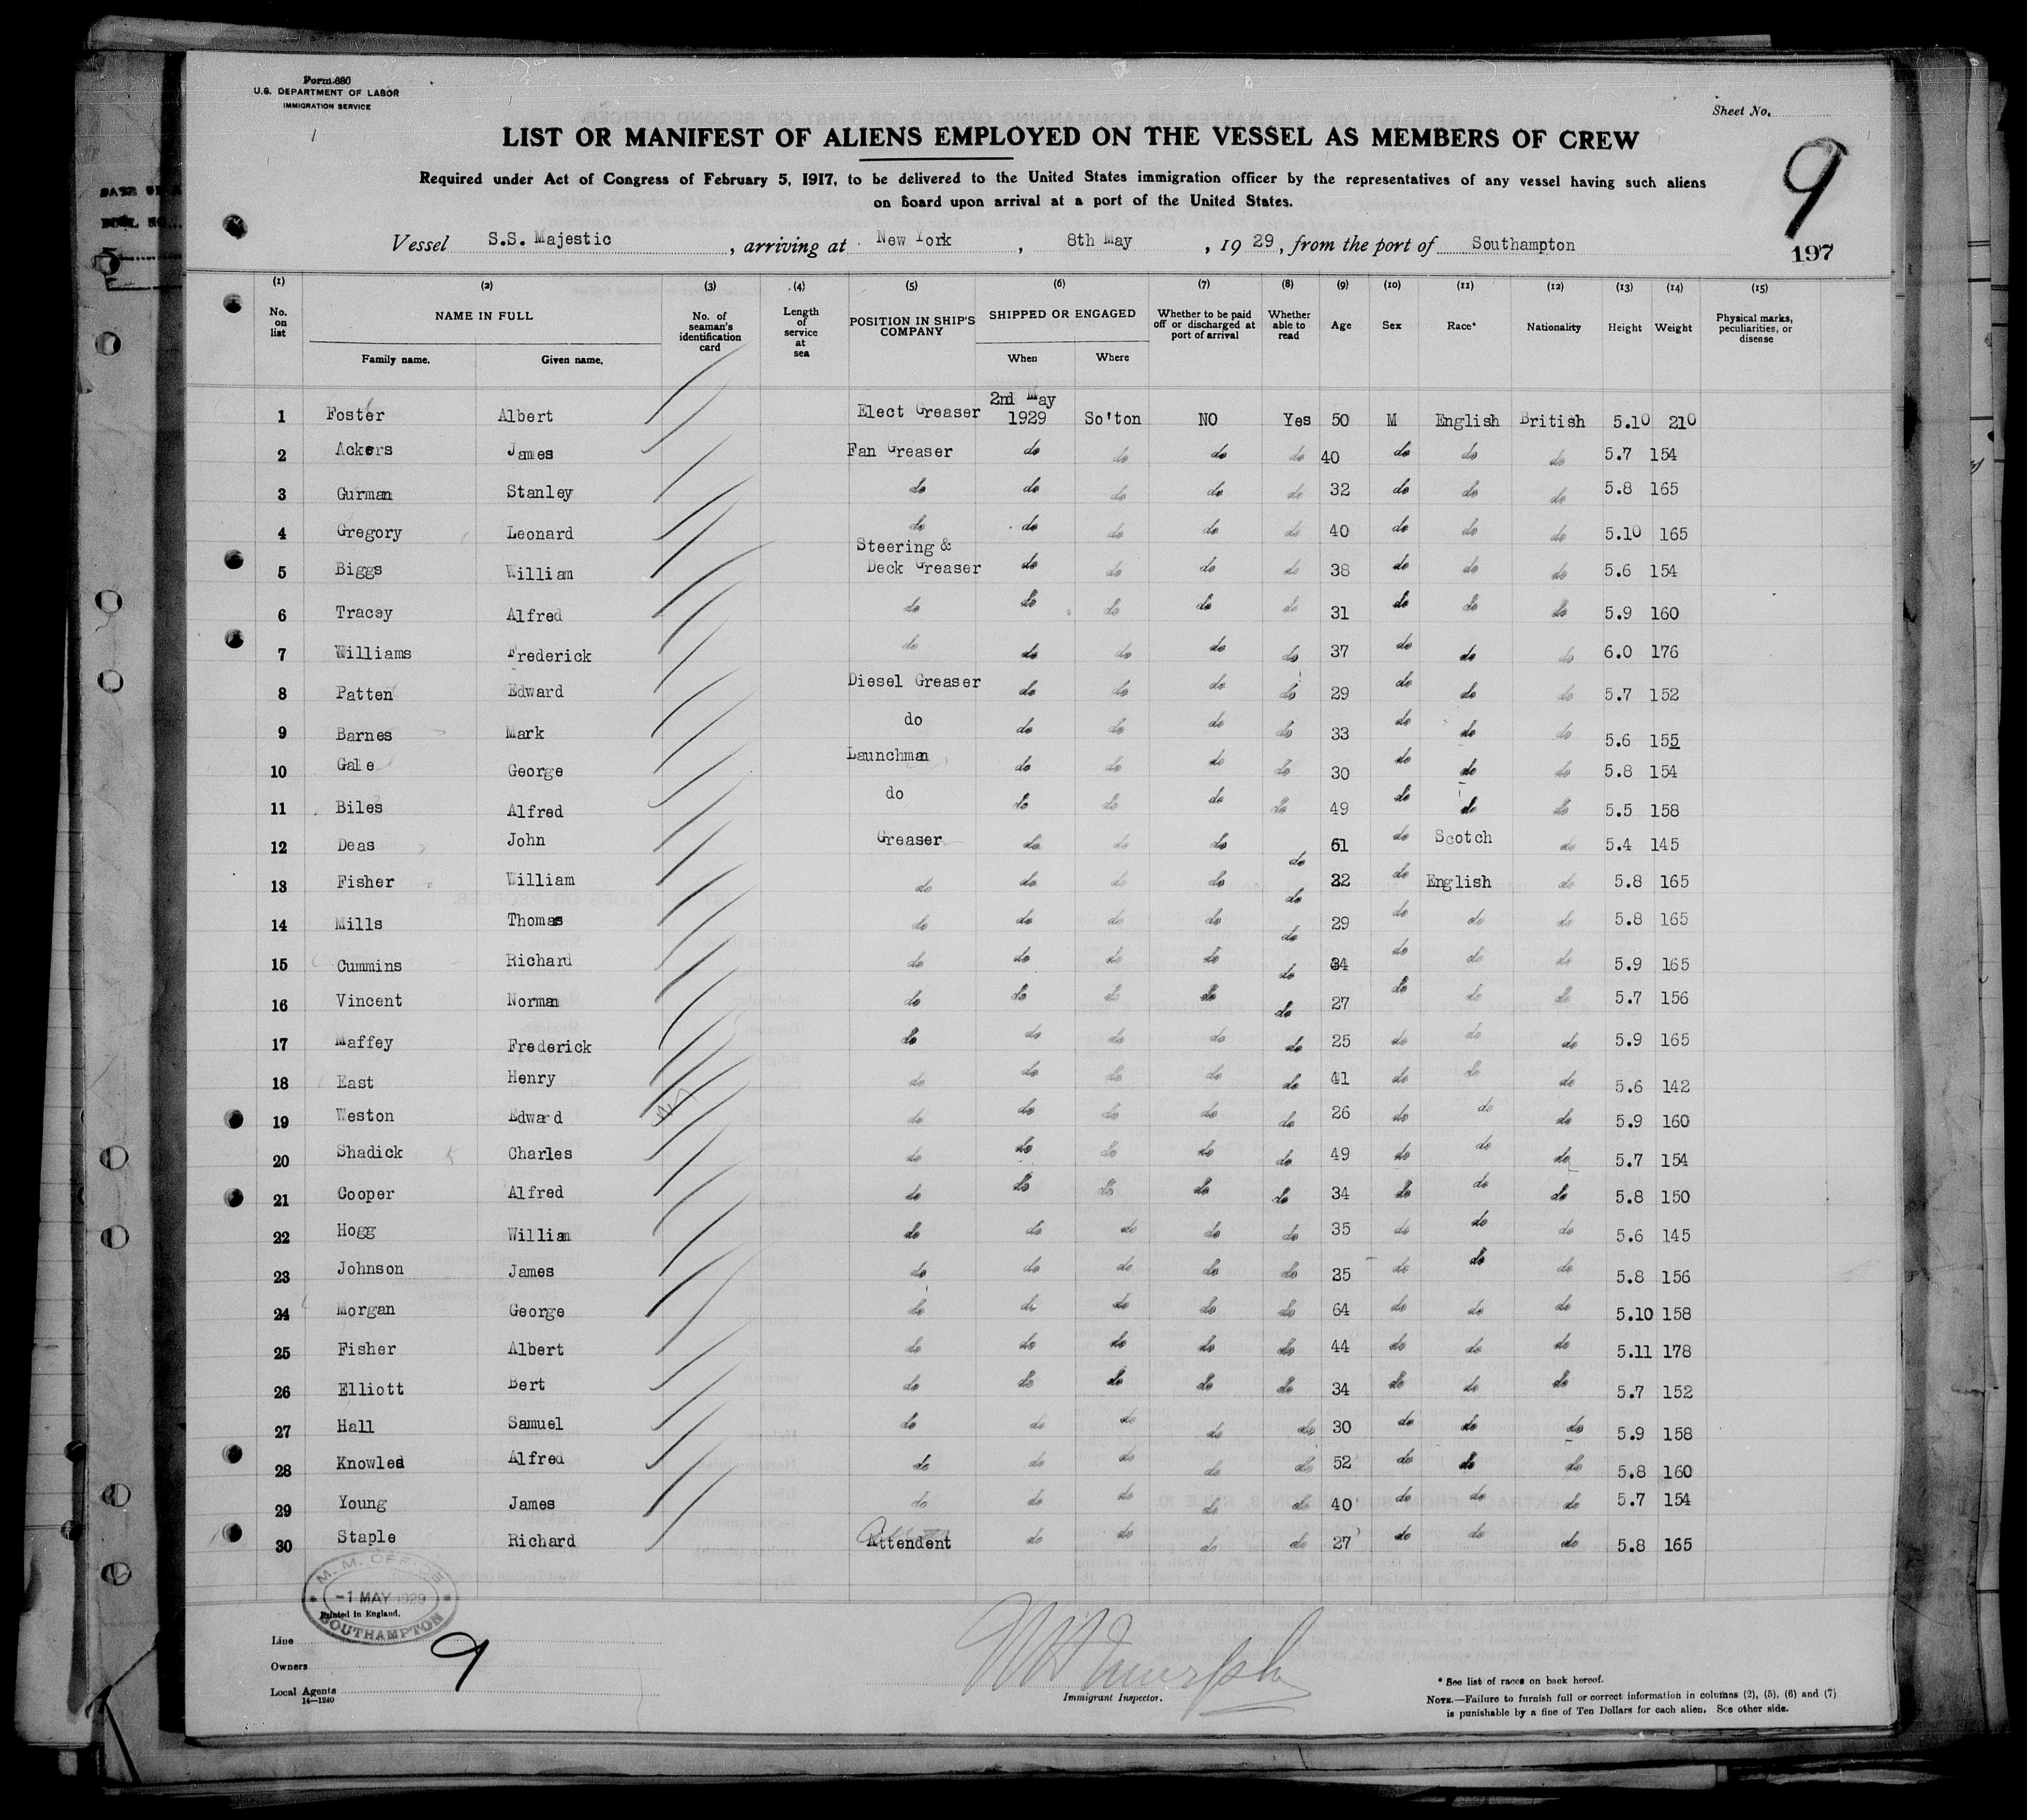 Form 680
U.S. DEPARTMENT OF LABOR
IMMIGRATION SERVICE
Sheet No.
9
LIST OR MANIFEST OF ALIENS EMPLOYED ON THE VESSEL AS MEMBERS OF CREW
Required under Act of Congress of February 5, 1917, to be delivered to the United States immigration officer by the representatives of any vessel having such aliens
on board upon arrival at a port of the United States.
Vessel S.S. Majestic, arriving at New York, 8th May, 1929, from the port of Southampton
197
(1) (2) (3) (4) (5) (6) (7) (8) (9) (10) (11) (12) (13) (14) (15)
No. on list NAME IN FULL Family name. Given name. No. of seaman's identification card Length of service at sea POSITION IN SHIP'S COMPANY SHIPPED OR ENGAGED When Where Whether to be paid off or discharged at port of arrival Whether able to read Age Sex Race* Nationality Height Weight Physical marks, peculiarities, or disease
1 Foster Albert Elect Greaser 2nd May 1929 So'ton NO Yes 50 M English British 5.10 210
2 Ackers James Fan Greaser do do do do 40 do do do 5.7 154
3 Gurman Stanley do do do do do 32 do do do 5.8 165
4 Gregory Leonard do do do do do 40 do do do 5.10 165
5 Biggs William Steering & Deck Greaser do do do do 38 do do do 5.6 154
6 Tracey Alfred do do do do do 31 do do do 5.9 160
7 Williams Frederick do do do do do 37 do do do 6.0 176
8 Patten Edward Diesel Greaser do do do do 29 do do do 5.7 152
9 Barnes Mark do do do do do 33 do do do 5.6 155
10 Gale George Launchman do do do do 30 do do do 5.8 154
11 Biles Alfred do do do do do 49 do do do 5.5 158
12 Deas John Greaser do do do do 61 do Scotch do 5.4 145
13 Fisher William do do do do do 32 do English do 5.8 165
14 Mills Thomas do do do do do 29 do do do 5.8 165
15 Cummins Richard do do do do do 34 do do do 5.9 165
16 Vincent Norman do do do do do 27 do do do 5.7 156
17 Maffey Frederick do do do do do 25 do do do 5.9 165
18 East Henry do do do do do 41 do do do 5.6 142
19 Weston Edward do do do do do 26 do do do 5.9 160
20 Shadick Charles do do do do do 49 do do do 5.7 154
21 Cooper Alfred do do do do do 34 do do do 5.8 150
22 Hogg William do do do do do 35 do do do 5.6 145
23 Johnson James do do do do do 25 do do do 5.8 156
24 Morgan George do do do do do 64 do do do 5.10 158
25 Fisher Albert do do do do do 44 do do do 5.11 178
26 Elliott Bert do do do do do 34 do do do 5.7 152
27 Hall Samuel do do do do do 30 do do do 5.9 158
28 Knowles Alfred do do do do do 52 do do do 5.8 160
29 Young James do do do do do 40 do do do 5.7 154
30 Staple Richard Attendent do do do do 27 do do do 5.8 165
M.M. OFFICE
-1 MAY 1929
SOUTHAMPTON
Printed in England.
Line
Owners
Local Agents
14—1240
9
Immigrant Inspector.
* See list of races on back hereof.
NOTE.—Failure to furnish full or correct information in columns (2), (5), (6) and (7)
is punishable by a fine of Ten Dollars for each alien. See other side.